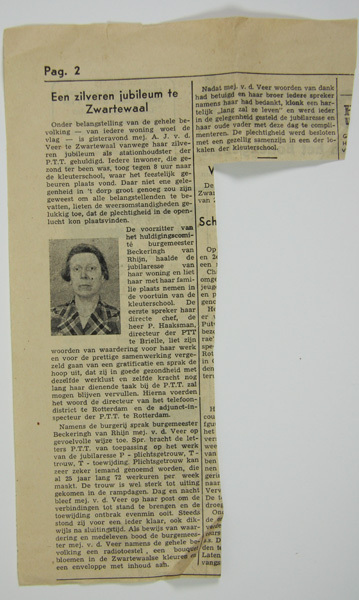 Pag. 2
Een zilveren jubileum te
Zwartewaal
Onder belangstelling van de gehele be-
volking — van iedere woning woei de
vlag — is gisteravond mej. A. J. v. d.
Veer te Zwartewaal vanwege haar zilve-
ren jubileum als stationhoudster der
P.T.T. gehuldigd. Iedere inwoner, die ge-
zond ter been was, toog tegen 8 uur naar
de kleuterschool, waar het feestelijk ge-
beuren plaats vond. Daar niet ene gele-
genheid in 't dorp groot genoeg zou zijn
geweest om alle belangstellenden te be-
vatten, lieten de weersomstandigheden ge-
lukkig toe, dat de plechtigheid in de open-
lucht kon plaatsvinden.
De voorzitter van
het huldigingscomi-
té burgemeester
Beckeringh van
Rhijn, haalde de
jubilaresse van
haar woning en liet
haar met haar fami-
lie plaats nemen in
de voortuin van de
kleuterschool. De
eerste spreker haar
directe chef, de
heer P. Haaksman,
directeur der PTT
te Brielle, liet zijn
woorden van waardering voor haar werk
en voor de prettige samenwerking verge-
zeld gaan van een gratificatie en sprak de
hoop uit, dat zij in goede gezondheid met
dezelfde werklust en zelfde kracht nog
lang haar dienende taak bij de P.T.T. zal
mogen blijven vervullen. Hierna voerden
het woord de directeur van het telefoon-
district te Rotterdam en de adjunct-in-
specteur der P.T.T. te Rotterdam.
Namens de burgerij sprak burgemeester
Beckeringh van Rhijn mej. v. d. Veer op
gevoelvolle wijze toe. Spr. bracht de let-
ters P.T.T. van toepassing op het werk
van de jubilaresse P - plichtsgetrouw, T -
trouw, T - toewijding. Plichtsgetrouw kan
zeer zeker iemand genoemd worden, die
al 25 jaar lang 72 werkuren per week
maakt. De trouw is wel sterk tot uiting
gekomen in de rampdagen. Dag en nacht
bleef mej. v. d. Veer op haar post om de
verbindingen tot stand te brengen en de
toewijding ontbrak evenmin ooit. Steeds
stond zij voor een ieder klaar, ook dik-
wijls na sluitingstijd. Als bewijs van waar-
dering en medeleven bood de burgemees-
ter mej. v. d. Veer namens de gehele be-
volking een radiotoestel, een bouquet
bloemen in de Zwartewaalse kleuren en
een enveloppe met inhoud aan.
Nadat mej. v. d. Veer woorden van dank
had betuigd en haar broer iedere spreker
namens haar had bedankt, klonk een har-
telijk „lang zal ze leven" en werd ieder
in de gelegenheid gesteld de jubilaresse en
haar oude vader met deze dag te compli-
menteren. De plechtigheid werd besloten
met een gezellig samenzijn in een der lo-
kalen der kleuterschool.